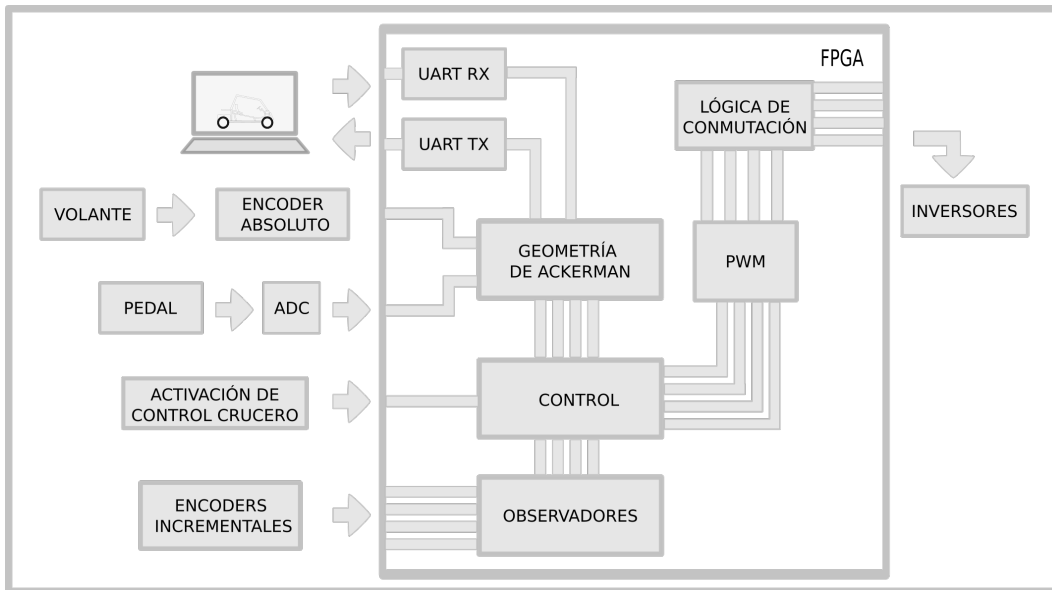 FPGA
UART RX
UART TX
LÓGICA DE
CONMUTACIÓN
VOLANTE
ENCODER
ABSOLUTO
INVERSORES
GEOMETRÍA
DE ACKERMAN
PWM
PEDAL
ADC
ACTIVACIÓN DE
CONTROL CRUCERO
CONTROL
ENCODERS
INCREMENTALES
OBSERVADORES